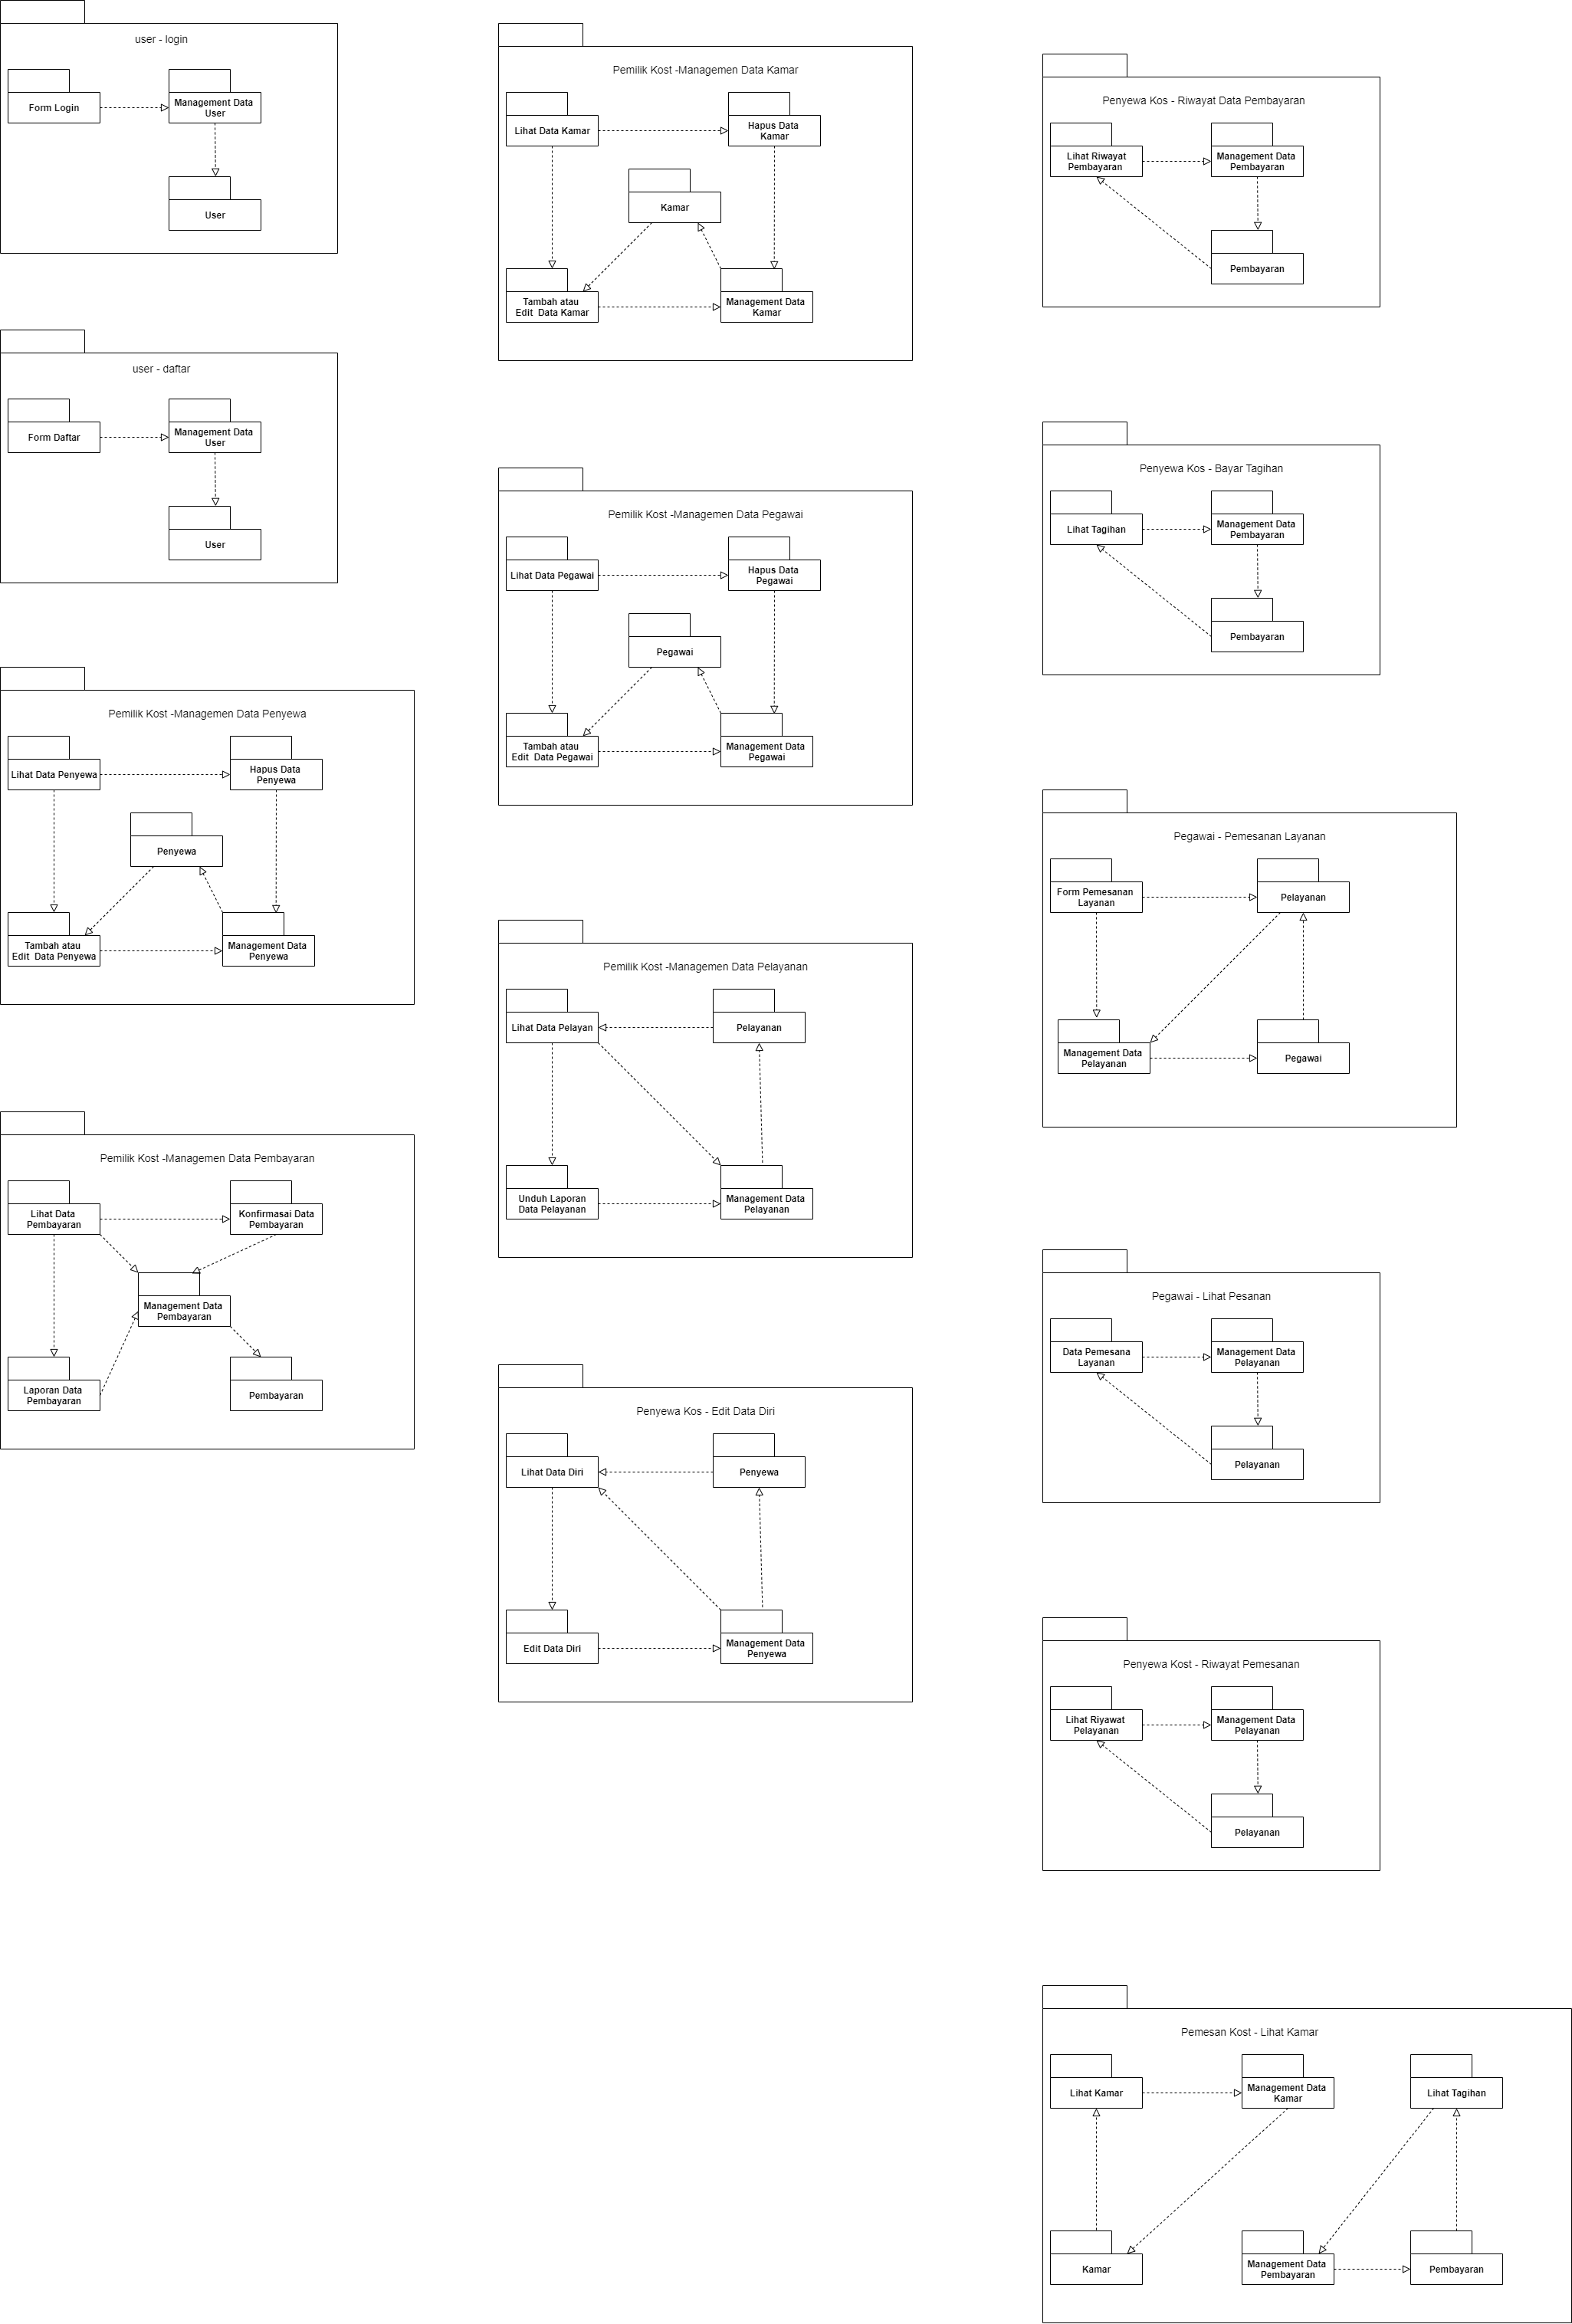 user - login
Form Login
Management Data
User
User
user - daftar
Form Daftar
Management Data
User
User
Pemilik Kost -Managemen Data Penyewa
Lihat Data Penyewa
Hapus Data
Penyewa
Penyewa
Tambah atau
Edit  Data Penyewa
Management Data
Penyewa
Pemilik Kost -Managemen Data Pembayaran
Lihat Data
Pembayaran
Konfirmasai Data
Pembayaran
Management Data
Pembayaran
Laporan Data
Pembayaran
Pembayaran
Pemilik Kost -Managemen Data Kamar
Lihat Data Kamar
Hapus Data
Kamar
Kamar
Tambah atau
Edit  Data Kamar
Management Data
Kamar
Pemilik Kost -Managemen Data Pegawai
Lihat Data Pegawai
Hapus Data
Pegawai
Pegawai
Tambah atau
Edit  Data Pegawai
Management Data
Pegawai
Pemilik Kost -Managemen Data Pelayanan
Lihat Data Pelayan
Pelayanan
Unduh Laporan
Data Pelayanan
Management Data
Pelayanan
Penyewa Kos - Edit Data Diri
Lihat Data Diri
Penyewa
Edit Data Diri
Management Data
Penyewa
Penyewa Kos - Riwayat Data Pembayaran
Lihat Riwayat
Pembayaran
Management Data
Pembayaran
Pembayaran
Penyewa Kos - Bayar Tagihan
Lihat Tagihan
Management Data
Pembayaran
Pembayaran
Pegawai - Pemesanan Layanan
Form Pemesanan
Layanan
Pelayanan
Management Data
Pelayanan
Pegawai
Pegawai - Lihat Pesanan
Data Pemesana
Layanan
Management Data
Pelayanan
Pelayanan
Penyewa Kost - Riwayat Pemesanan
Lihat Riyawat
Pelayanan
Management Data
Pelayanan
Pelayanan
Pemesan Kost - Lihat Kamar
Lihat Kamar
Management Data
Kamar
Lihat Tagihan
Kamar
Management Data
Pembayaran
Pembayaran